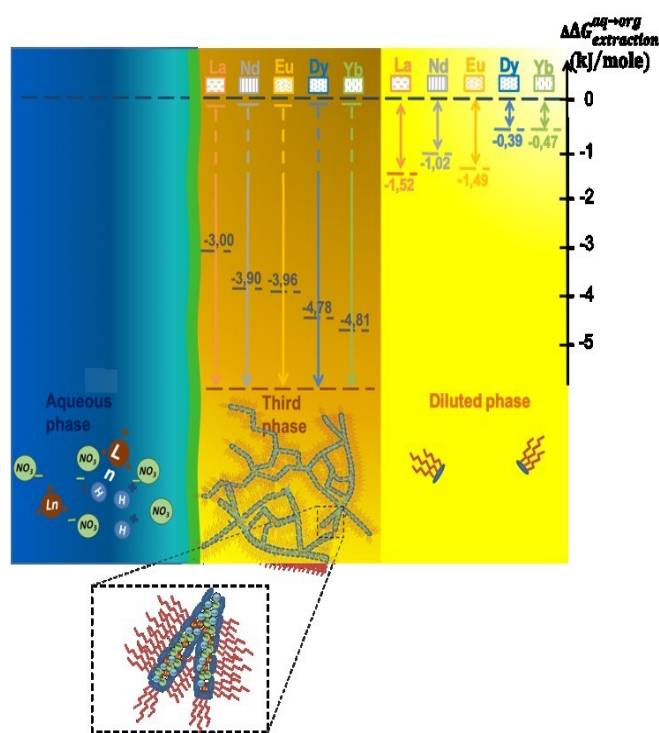 ΔΔG aq→org extraction
(kJ/mole)
La Nd Eu Dy Yb La Nd Eu Dy Yb
0
-0,39 -0,47
-1
-1,02
-1,52 -1,49
-2
-3,00
-3
-3,90 -3,96
-4
-4,78 -4,81
-5
Aqueous
phase
Third
phase
Diluted phase
L
n
NO3 –
NO3 –
NO3 –
H +
H +
H +
Ln
NO3 –
NO3 –